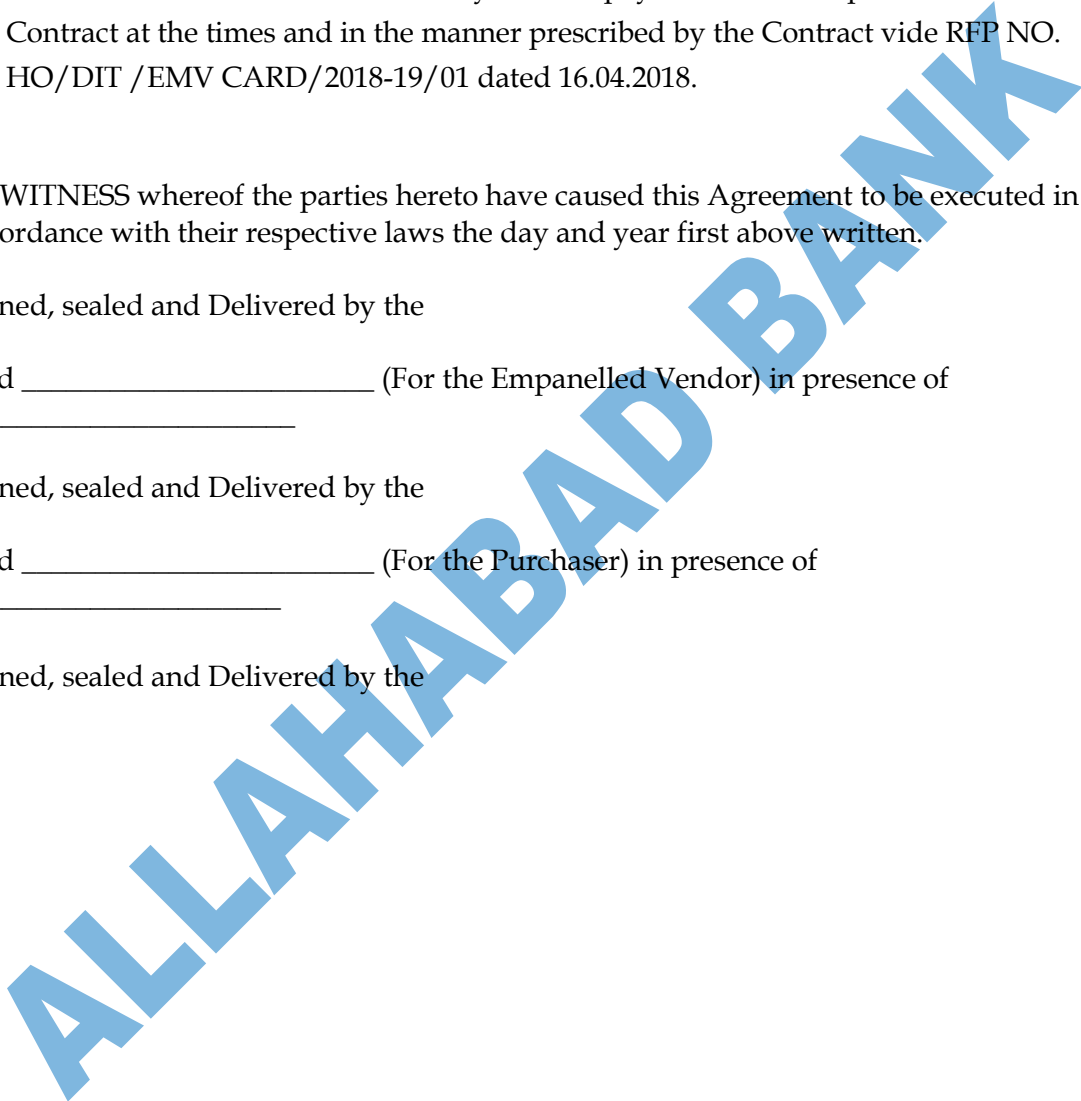 Contract at the times and in the manner prescribed by the Contract vide RFP NO.
HO/DIT /EMV CARD/2018-19/01 dated 16.04.2018.
WITNESS whereof the parties hereto have caused this Agreement to be executed in
ordance with their respective laws the day and year first above written.
ned, sealed and Delivered by the
d ________________________ (For the Empanelled Vendor) in presence of
____________________
ned, sealed and Delivered by the
d ________________________ (For the Purchaser) in presence of
___________________
ned, sealed and Delivered by the
ALLAHABAD BANK